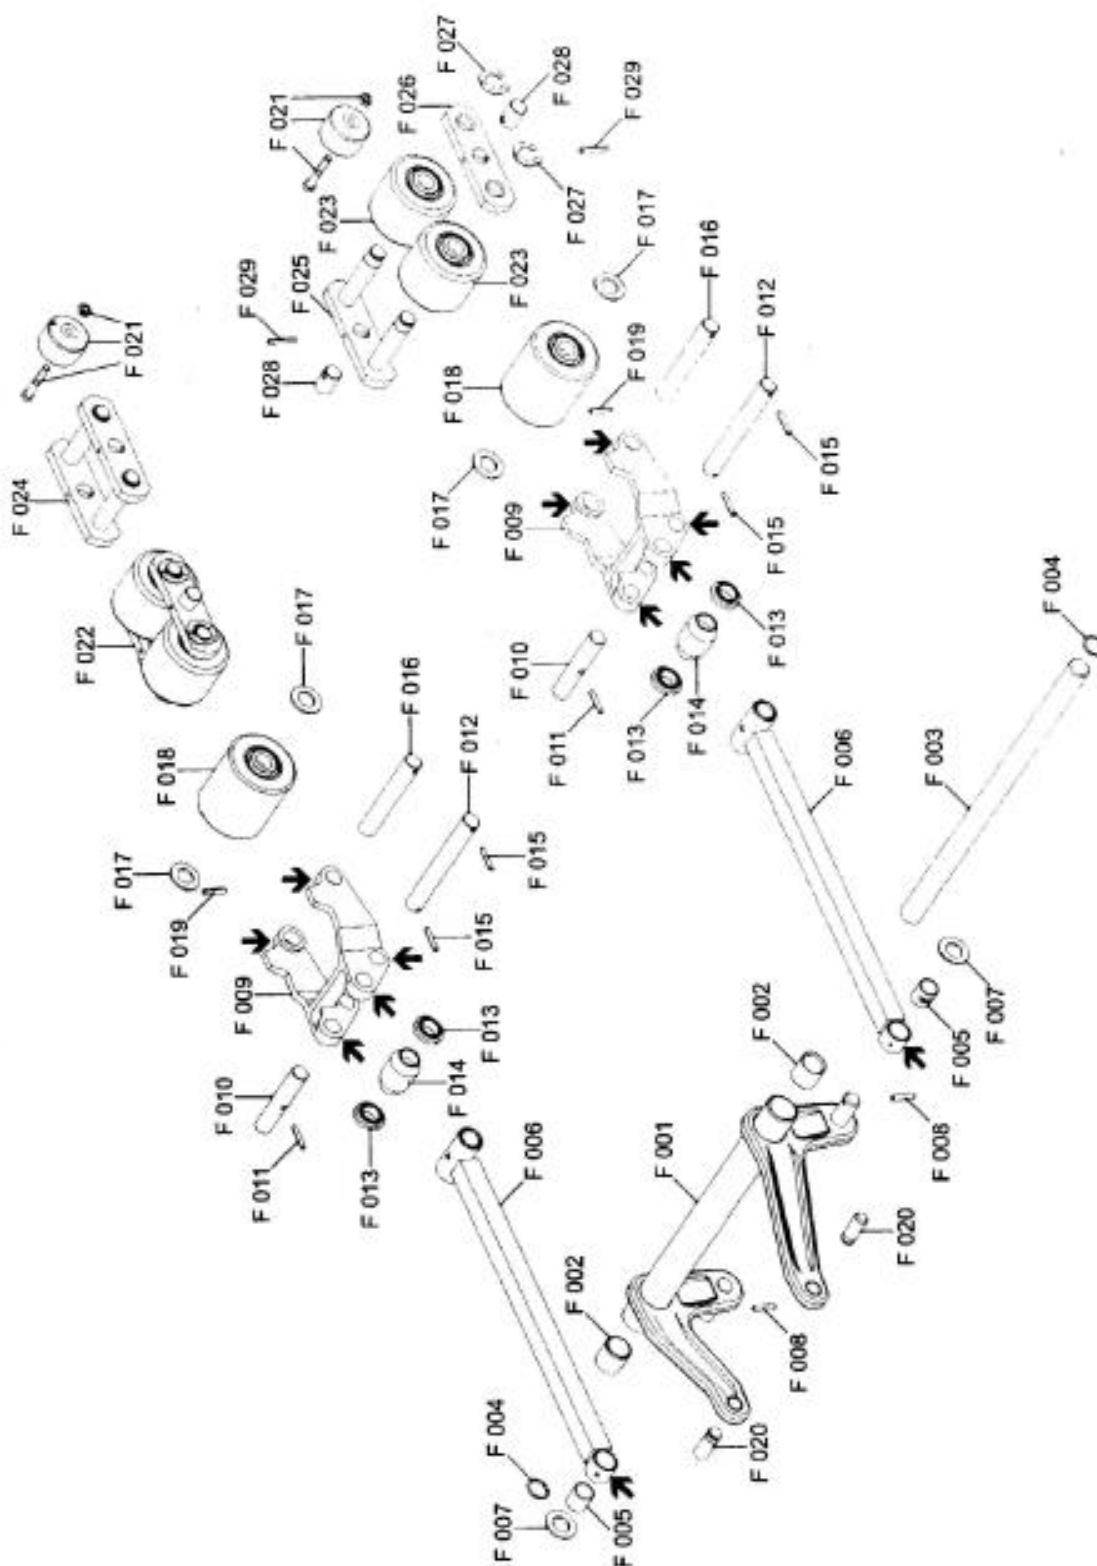 F 027
F 028
F 029
F 021
F 026
F 023
F 027
F 017
F 016
F 012
F 029
F 025
F 023
F 028
F 018
F 019
F 015
F 021
F 024
F 017
F 009
F 015
F 013
F 004
F 022
F 017
F 010
F 014
F 016
F 011
F 013
F 018
F 012
F 006
F 003
F 017
F 015
F 019
F 015
F 009
F 013
F 002
F 007
F 005
F 010
F 014
F 008
F 011
F 013
F 006
F 001
F 020
F 002
F 008
F 004
F 020
F 007
F 005